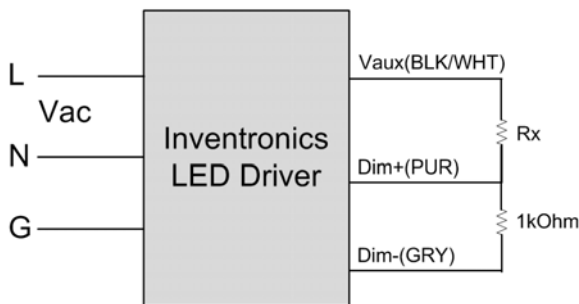 L
Vac
N
G
Inventronics
LED Driver
Vaux(BLK/WHT)
Rx
Dim+(PUR)
1kOhm
Dim-(GRY)